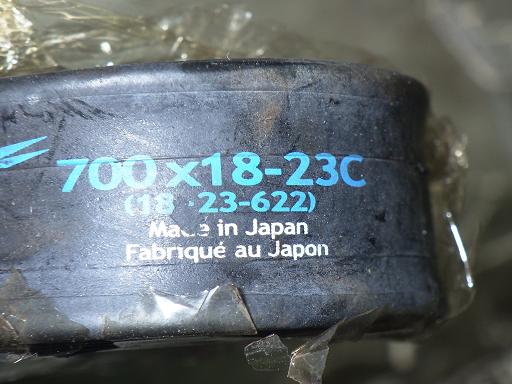 700x18-23C
(18-23-622)
Made in Japan
Fabriqué au Japon